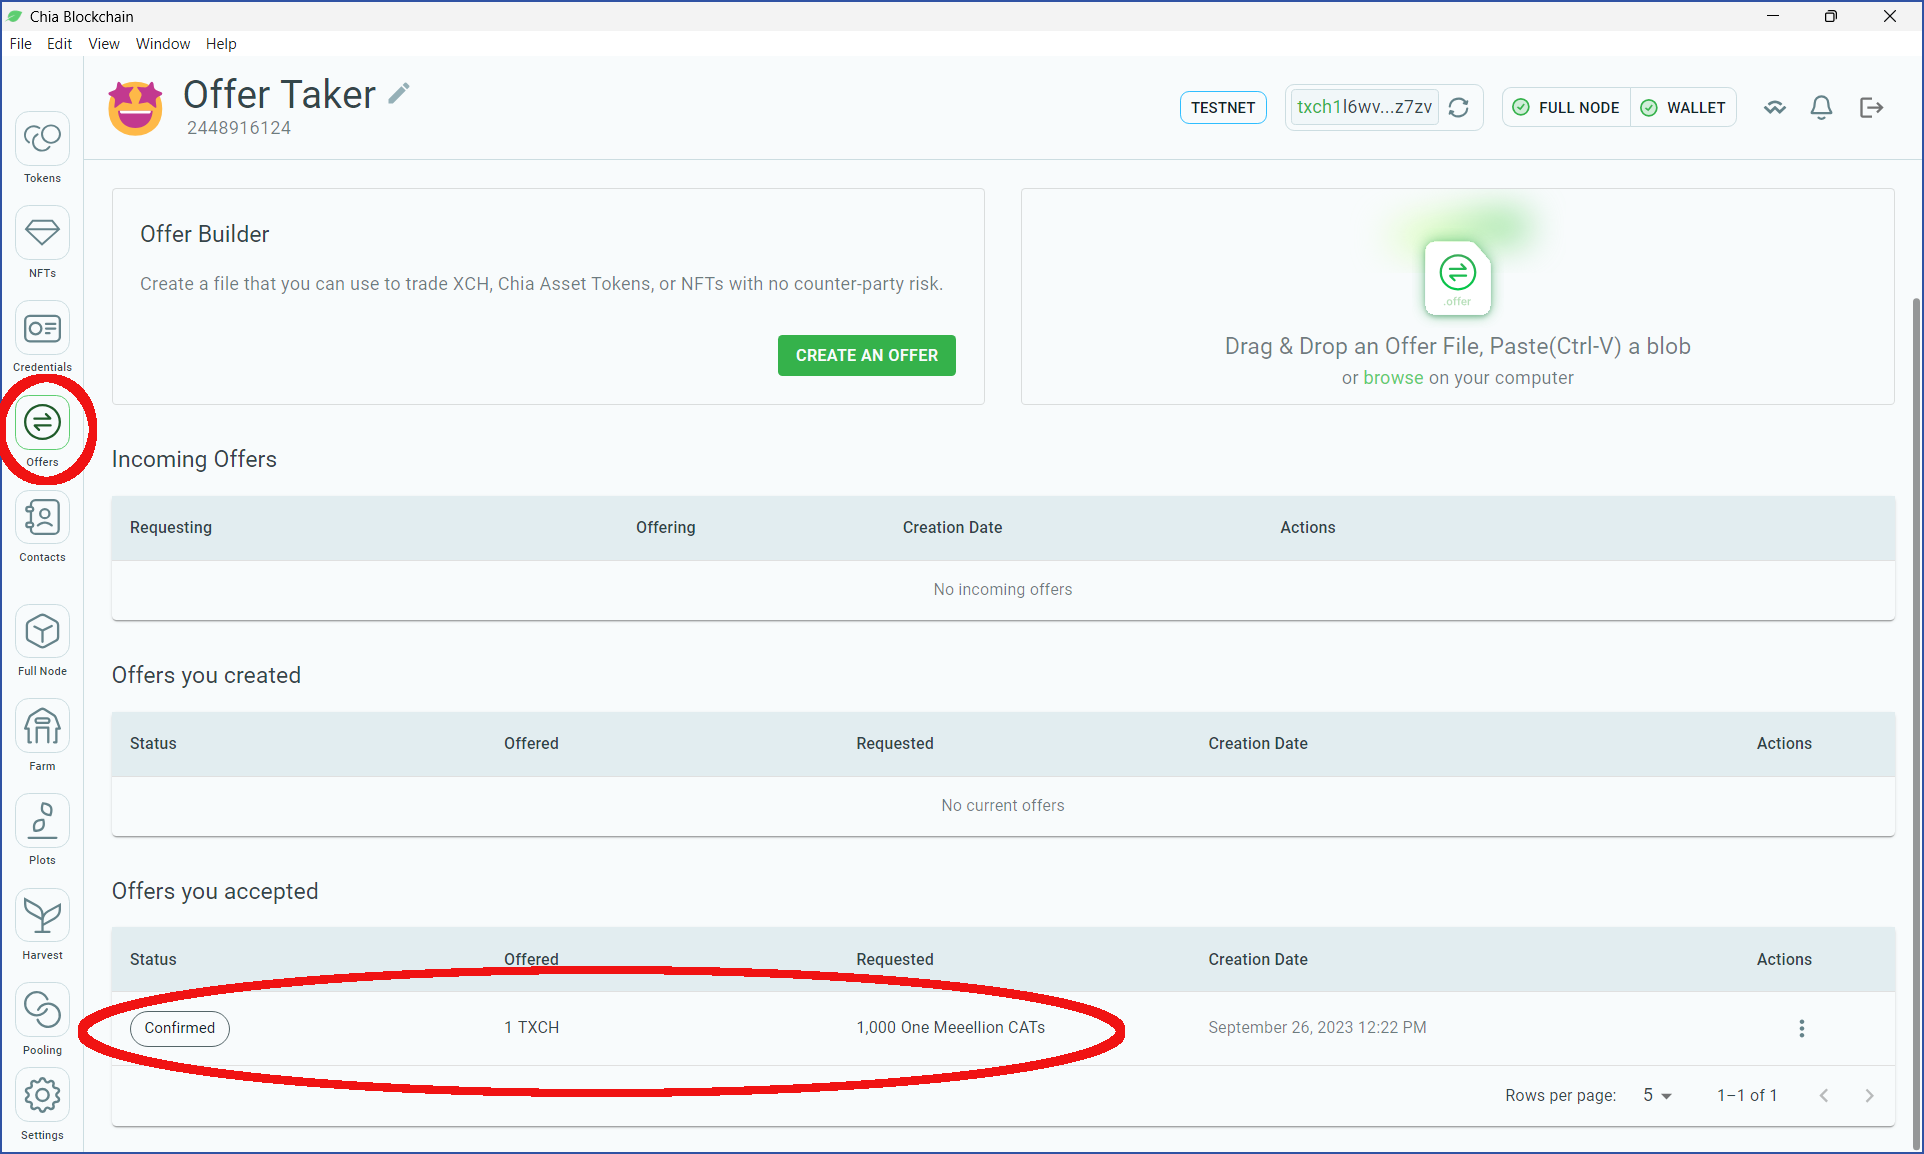 Chia Blockchain
File Edit View Window Help
Offer Taker
2448916124
TESTNET txch1l6wv...z7zv FULL NODE WALLET
Tokens
NFTs
Credentials
Offers
Contacts
Full Node
Farm
Plots
Harvest
Pooling
Settings
Offer Builder
Create a file that you can use to trade XCH, Chia Asset Tokens, or NFTs with no counter-party risk.
CREATE AN OFFER
.offer
Drag & Drop an Offer File, Paste(Ctrl-V) a blob
or browse on your computer
Incoming Offers
Requesting Offering Creation Date Actions
No incoming offers
Offers you created
Status Offered Requested Creation Date Actions
No current offers
Offers you accepted
Status Offered Requested Creation Date Actions
Confirmed 1 TXCH 1,000 One Meeellion CATs September 26, 2023 12:22 PM
Rows per page: 5 1–1 of 1